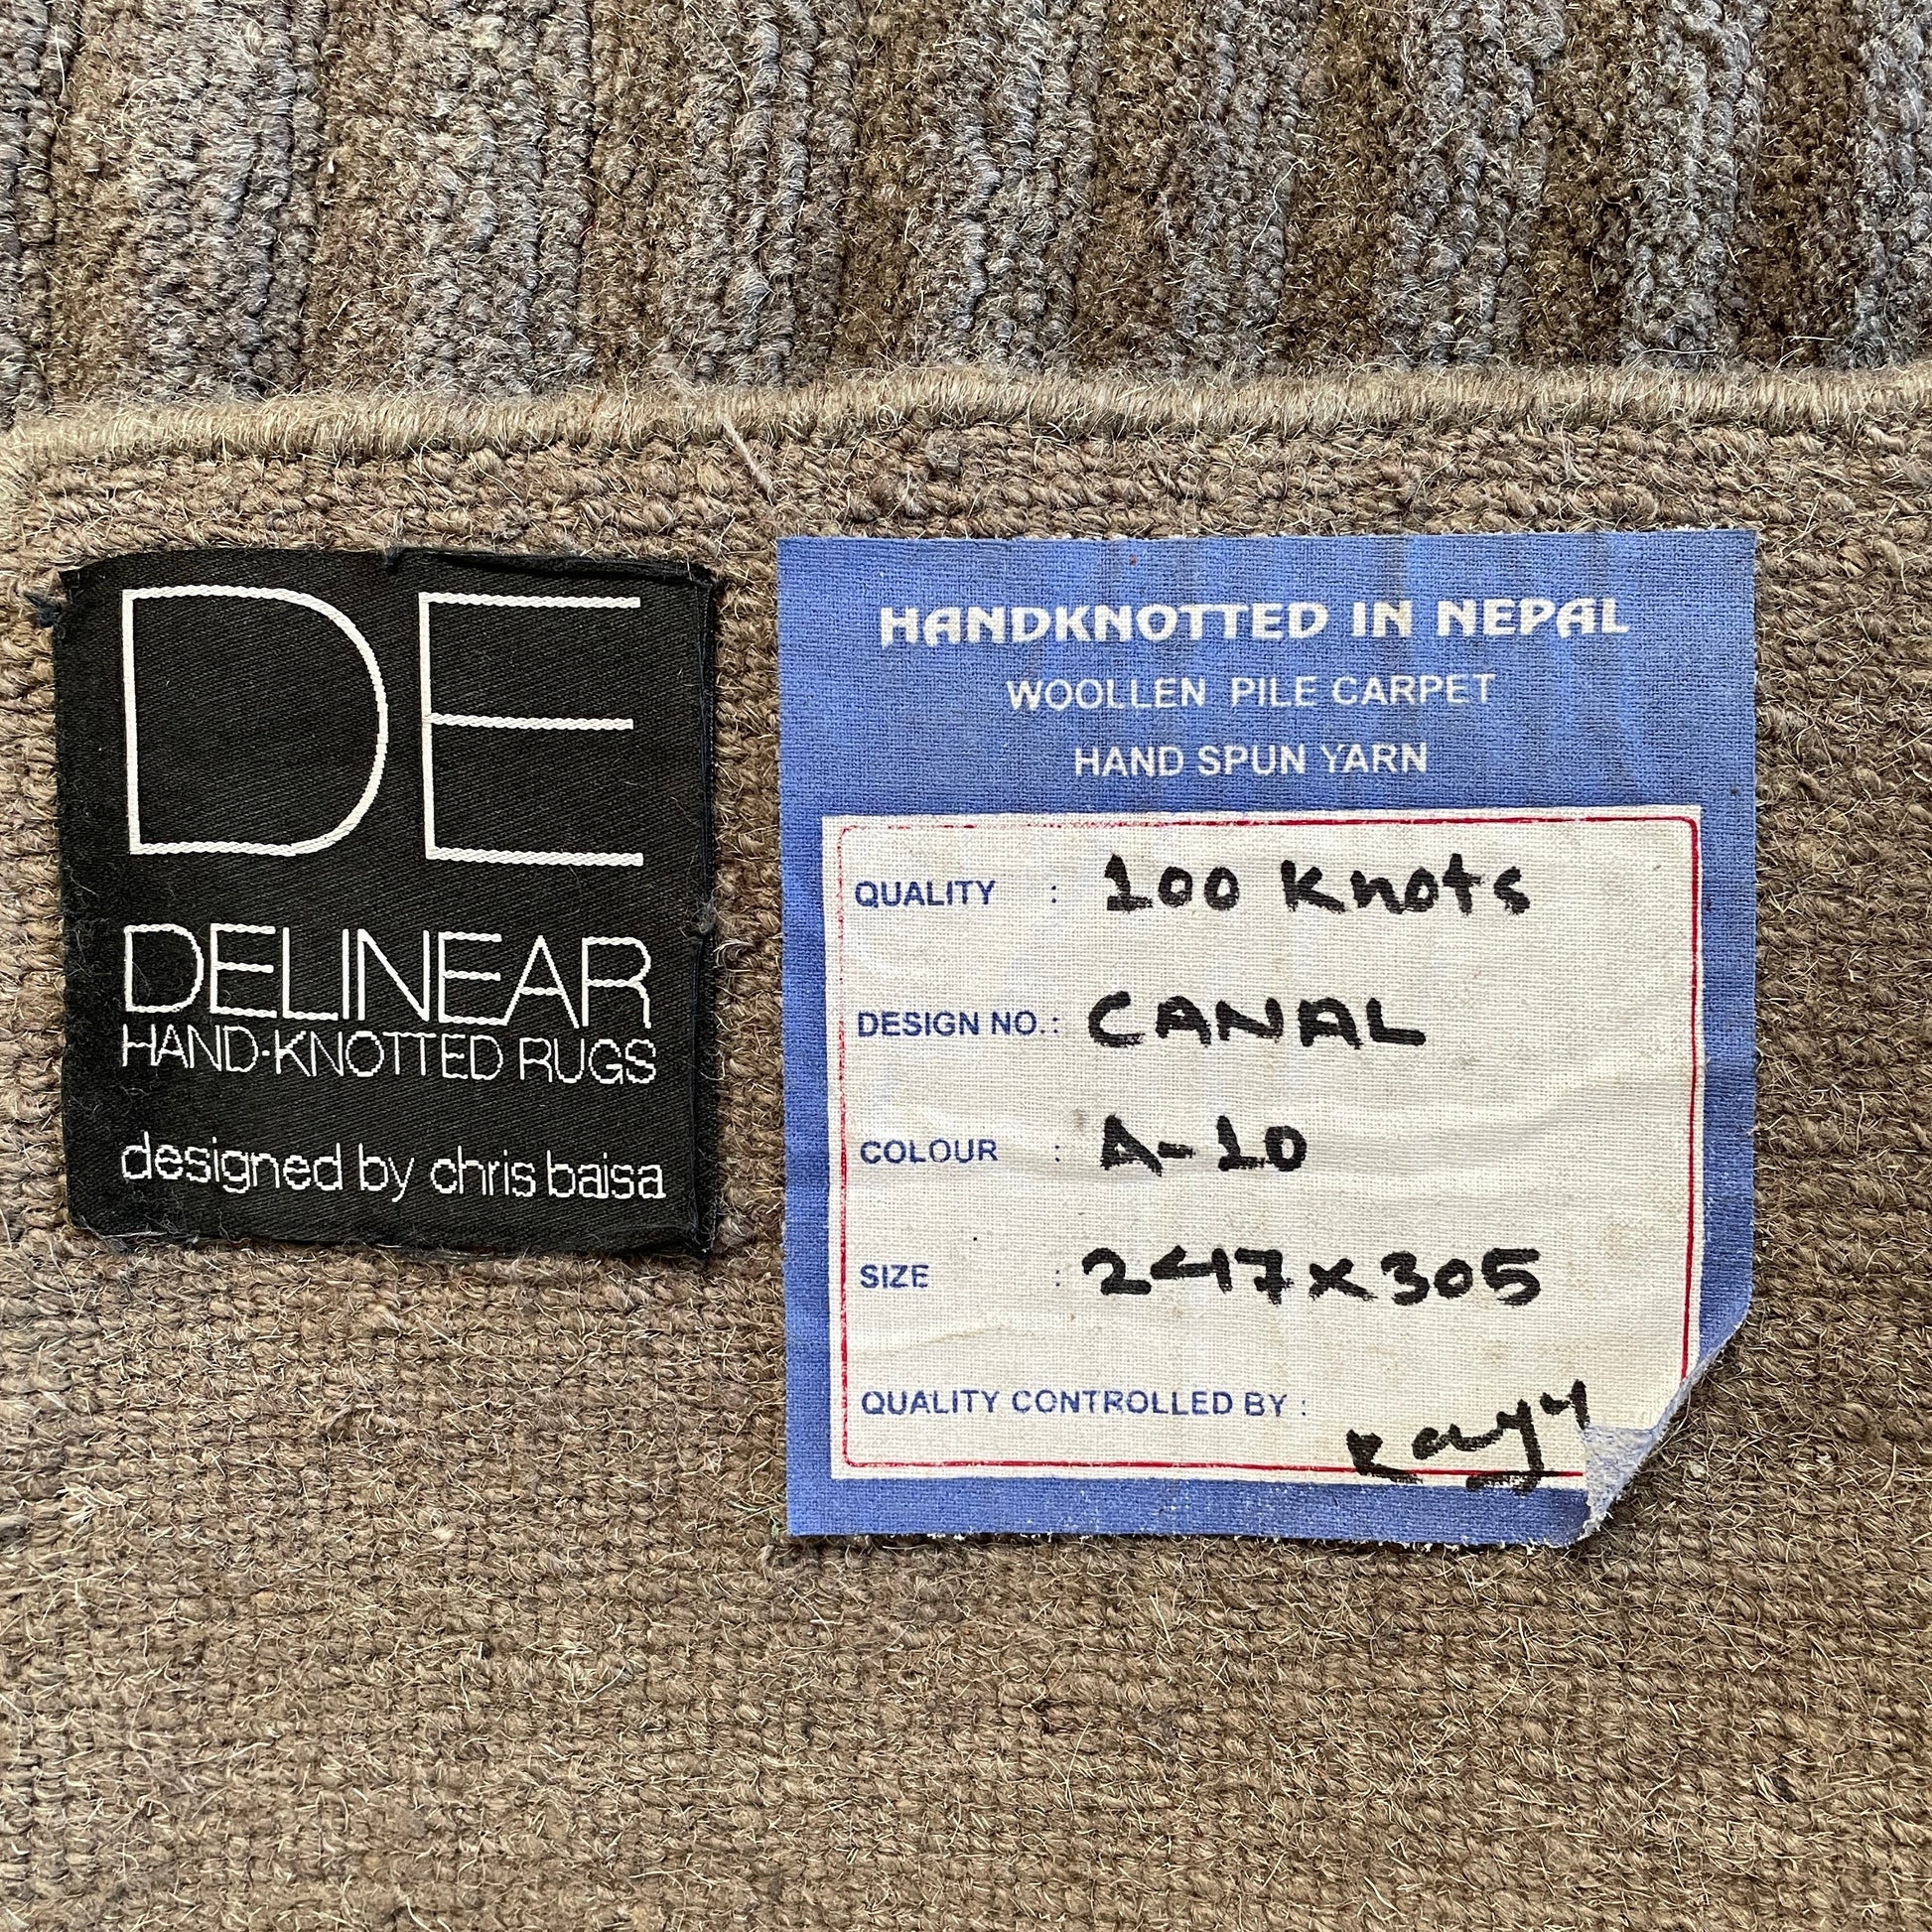 DE
DELINEAR
HAND-KNOTTED RUGS
designed by chris baisa
HANDKNOTTED IN NEPAL
WOOLLEN PILE CARPET
HAND SPUN YARN
QUALITY : 100 Knots
DESIGN NO.: CANAL
COLOUR : A-10
SIZE : 247x305
QUALITY CONTROLLED BY :